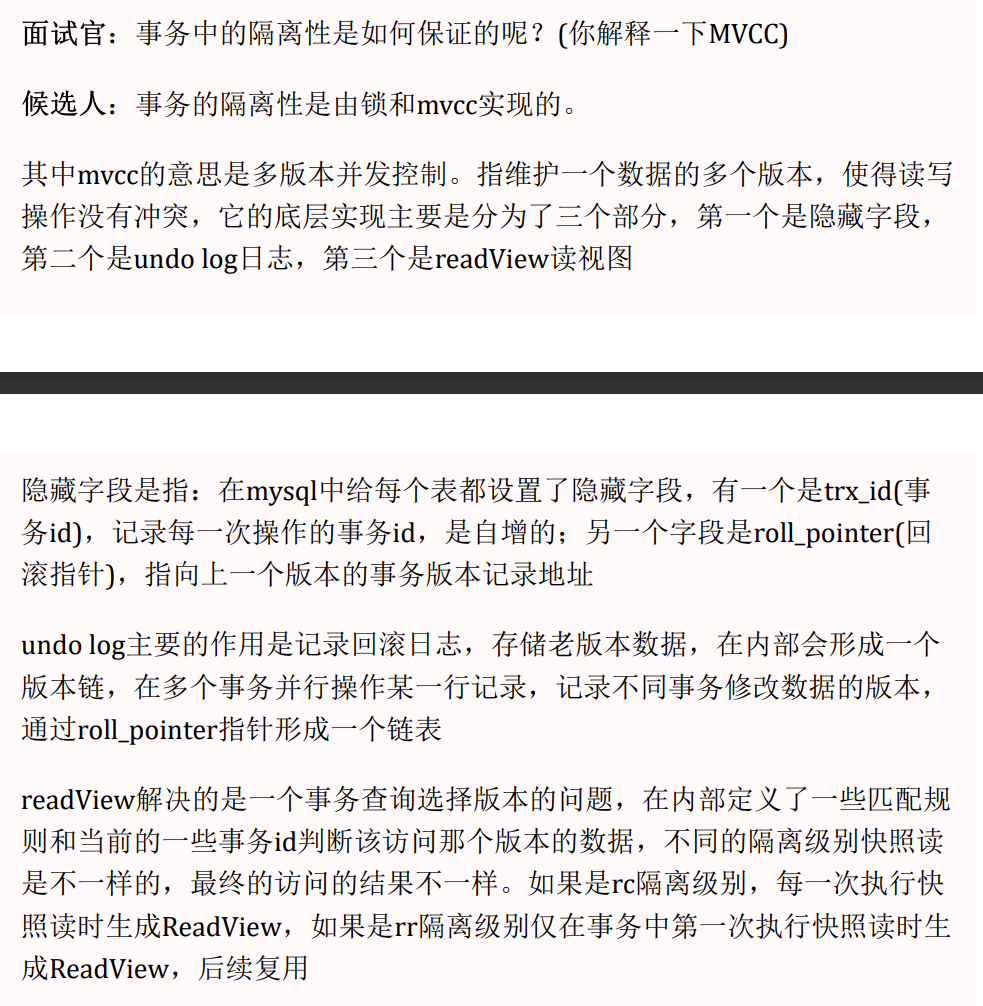 面试官：事务中的隔离性是如何保证的呢？(你解释一下MVCC)
候选人：事务的隔离性是由锁和mvcc实现的。
其中mvcc的意思是多版本并发控制。指维护一个数据的多个版本，使得读写
操作没有冲突，它的底层实现主要是分为了三个部分，第一个是隐藏字段，
第二个是undo log日志，第三个是readView读视图
隐藏字段是指：在mysql中给每个表都设置了隐藏字段，有一个是trx_id(事
务id)，记录每一次操作的事务id，是自增的；另一个字段是roll_pointer(回
滚指针)，指向上一个版本的事务版本记录地址
undo log主要的作用是记录回滚日志，存储老版本数据，在内部会形成一个
版本链，在多个事务并行操作某一行记录，记录不同事务修改数据的版本，
通过roll_pointer指针形成一个链表
readView解决的是一个事务查询选择版本的问题，在内部定义了一些匹配规
则和当前的一些事务id判断该访问那个版本的数据，不同的隔离级别快照读
是不一样的，最终的访问的结果不一样。如果是rc隔离级别，每一次执行快
照读时生成ReadView，如果是rr隔离级别仅在事务中第一次执行快照读时生
成ReadView，后续复用